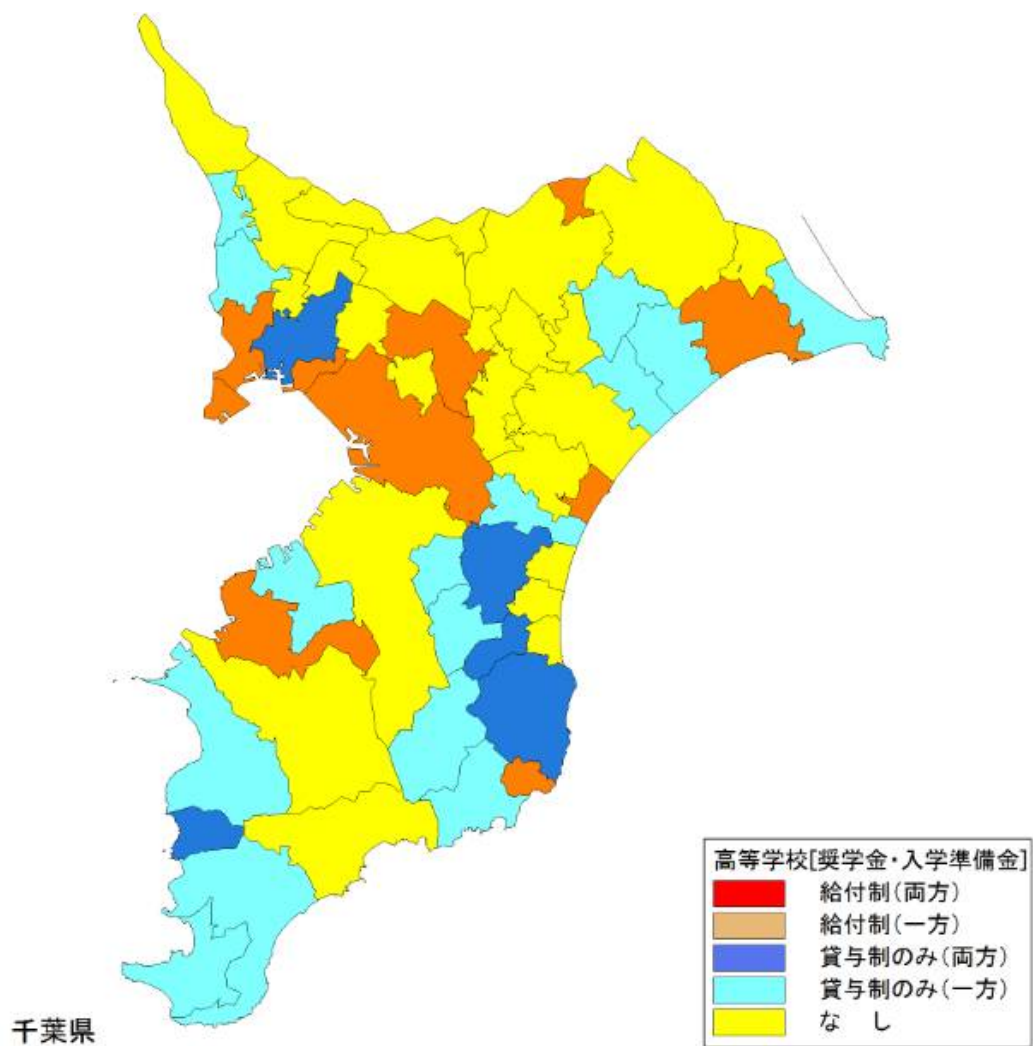 高等学校[奨学金・入学準備金]
給付制(両方)
給付制(一方)
貸与制のみ(両方)
貸与制のみ(一方)
な し
千葉県